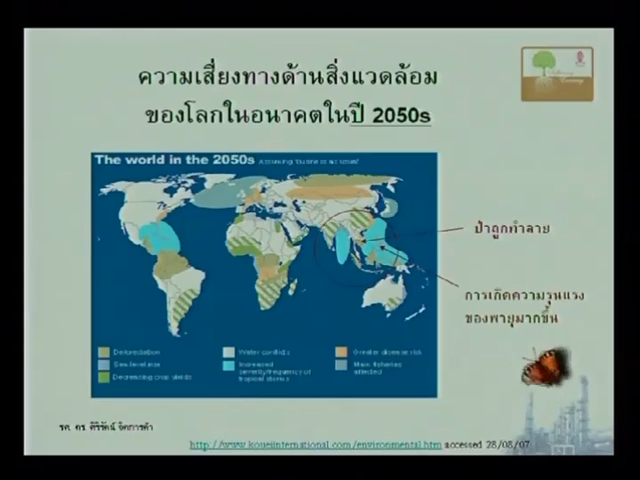 ความเสี่ยงทางด้านสิ่งแวดล้อม
ของโลกในอนาคตในปี 2050s
The world in the 2050s Assuming 'business as usual'
ป่าถูกทำลาย
การเกิดความรุนแรง
ของพายุมากขึ้น
Deforestation
Sea-level rise
Decreasing crop yields
Water conflicts
Increased
severity/frequency of
tropical storms
Greater disease risk
Main fisheries
affected
รศ. ดร. ศิริรัตน์ จิตการค้า
http://www.koueiinternational.com/environmental.htm accessed 28/08/07